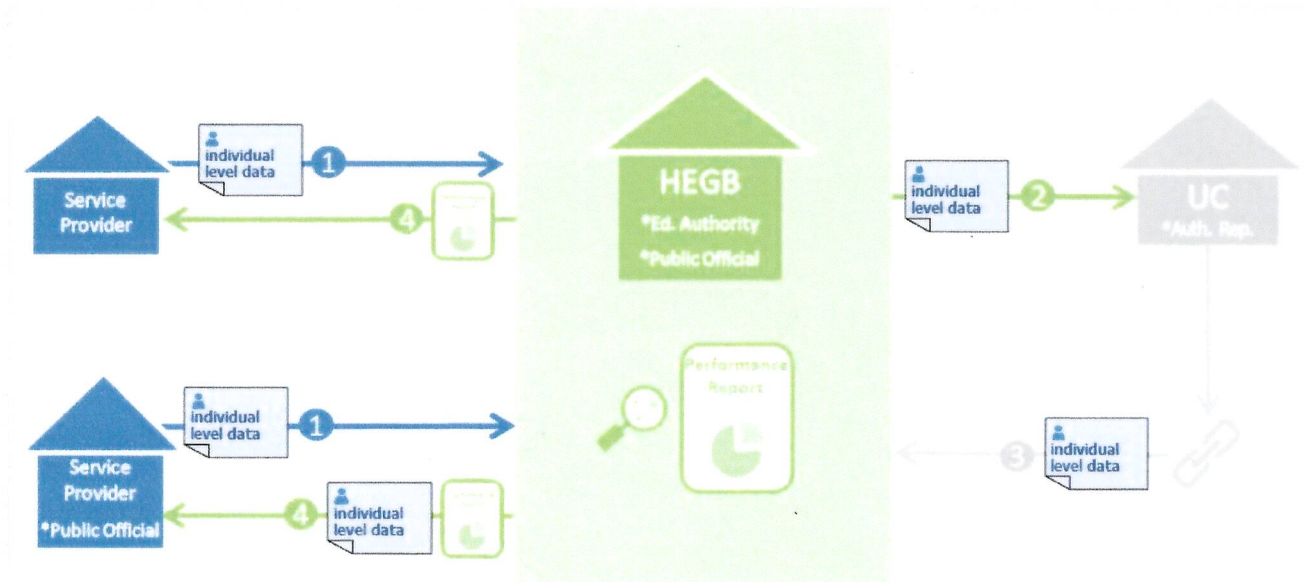 individual
level data
1
Service
Provider
4
HEGB
*Ed. Authority
*Public Official
individual
level data
2
UC
*Auth. Rep.
individual
level data
1
Service
Provider
*Public Official
4
individual
level data
Performance
Report
3
individual
level data